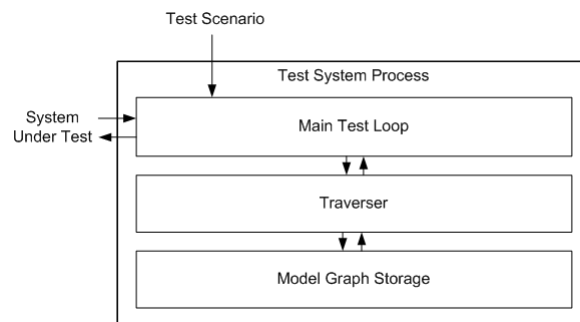 Test Scenario
Test System Process
System
Under Test
Main Test Loop
Traverser
Model Graph Storage